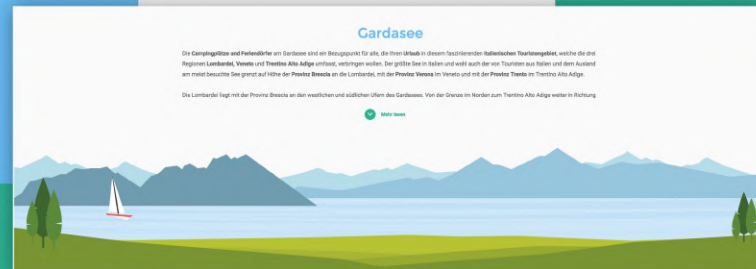 Gardasee
Die Campingplätze und Feriendörfer am Gardasee sind ein Bezugspunkt für alle, die ihren Urlaub in diesem faszinierenden italienischen Touristengebiet, welche die drei
Regionen Lombardei, Veneto und Trentino Alto Adige umfasst, verbringen wollen. Der größte See in Italien und wohl auch der von Touristen aus Italien und dem Ausland
am meist besuchte See grenzt auf Höhe der Provinz Brescia an die Lombardei, mit der Provinz Verona im Veneto und mit der Provinz Trento im Trentino Alto Adige.
Die Lombardei liegt mit der Provinz Brescia an den westlichen und südlicher Ufern des Gardasees. Von der Grenze im Norden zum Trentino Alto Adige weiter in Richtung
Mehr lesen